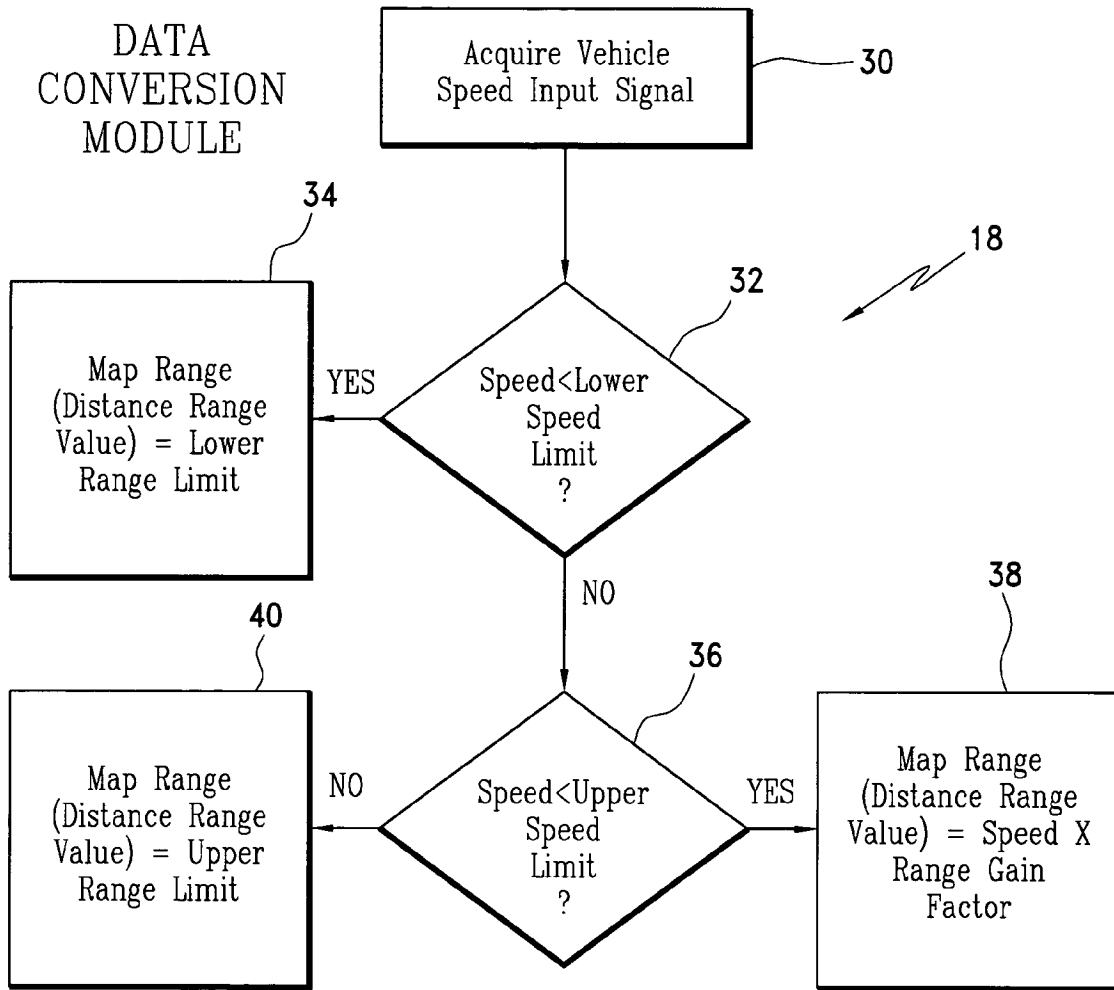 DATA
CONVERSION
MODULE
Acquire Vehicle
Speed Input Signal
30
18
34
Map Range
(Distance Range
Value) = Lower
Range Limit
YES
32
Speed<Lower
Speed
Limit
?
NO
40
Map Range
(Distance Range
Value) = Upper
Range Limit
NO
36
Speed<Upper
Speed
Limit
?
YES
38
Map Range
(Distance Range
Value) = Speed X
Range Gain
Factor